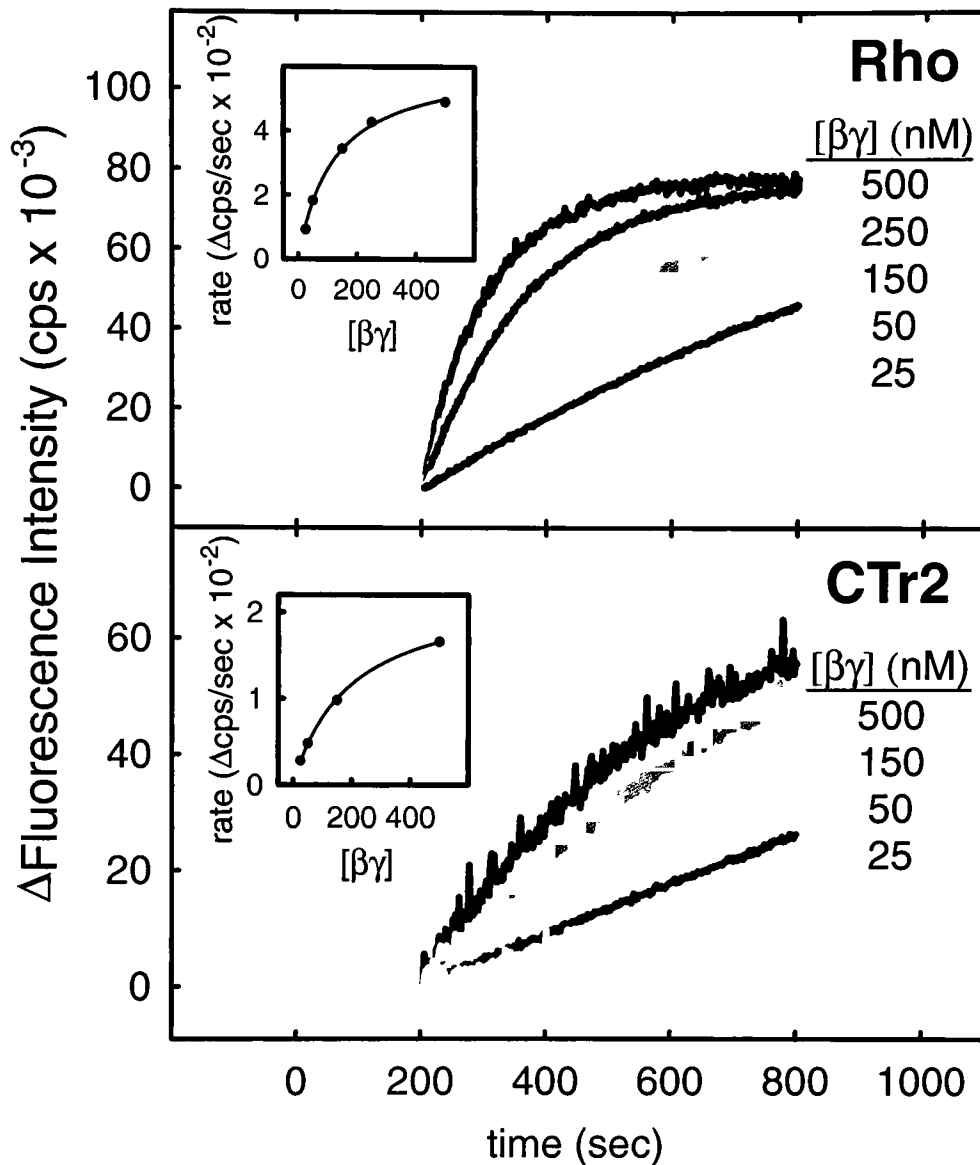 ΔFluorescence Intensity (cps x 10⁻³)
100
80
60
40
20
0
rate (Δcps/sec x 10⁻²)
4
2
0
0 200 400
[βγ]
Rho
[βγ] (nM)
500
250
150
50
25
60
40
20
0
rate (Δcps/sec x 10⁻²)
2
1
0
0 200 400
[βγ]
CTr2
[βγ] (nM)
500
150
50
25
0 200 400 600 800 1000
time (sec)